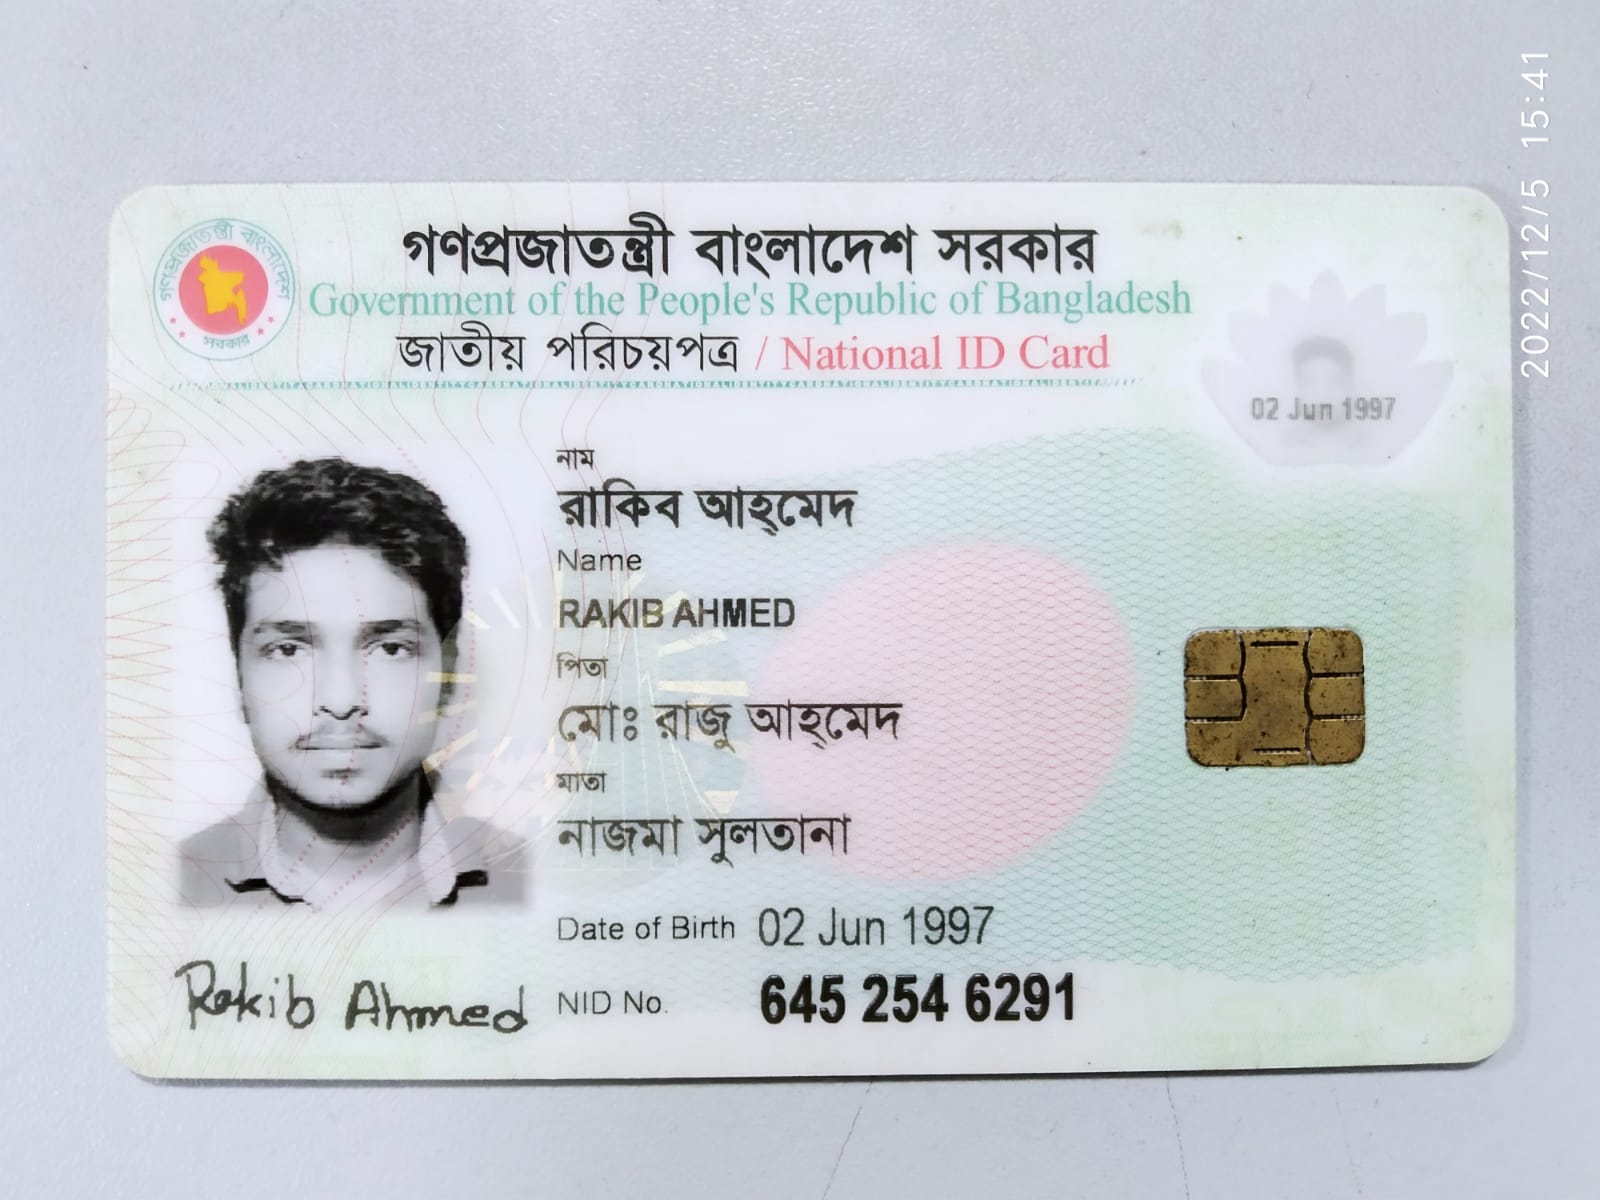 গণপ্রজাতন্ত্রী বাংলাদেশ সরকার
Government of the People's Republic of Bangladesh
জাতীয় পরিচয়পত্র / National ID Card
গণপ্রজাতন্ত্রী বাংলাদেশ
সরকার
02 Jun 1997
নাম
রাকিব আহ্‌মেদ
Name
RAKIB AHMED
পিতা
মোঃ রাজু আহ্‌মেদ
মাতা
নাজমা সুলতানা
Date of Birth 02 Jun 1997
NID No. 645 254 6291
Rakib Ahmed
2022/12/5 15:41